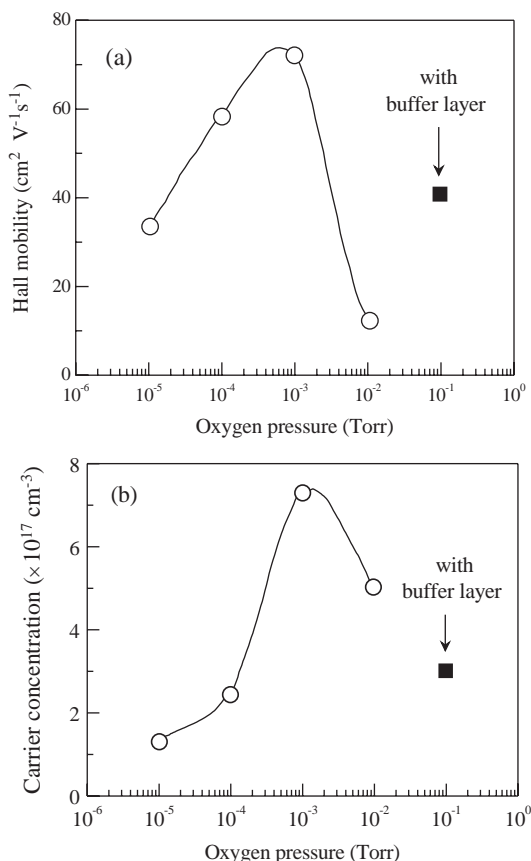 80
60
40
20
0
Hall mobility (cm² V⁻¹s⁻¹)
(a)
with
buffer layer
10⁻⁶ 10⁻⁵ 10⁻⁴ 10⁻³ 10⁻² 10⁻¹ 10⁰
Oxygen pressure (Torr)
8
6
4
2
0
Carrier concentration (×10¹⁷ cm⁻³)
(b)
with
buffer layer
10⁻⁶ 10⁻⁵ 10⁻⁴ 10⁻³ 10⁻² 10⁻¹ 10⁰
Oxygen pressure (Torr)